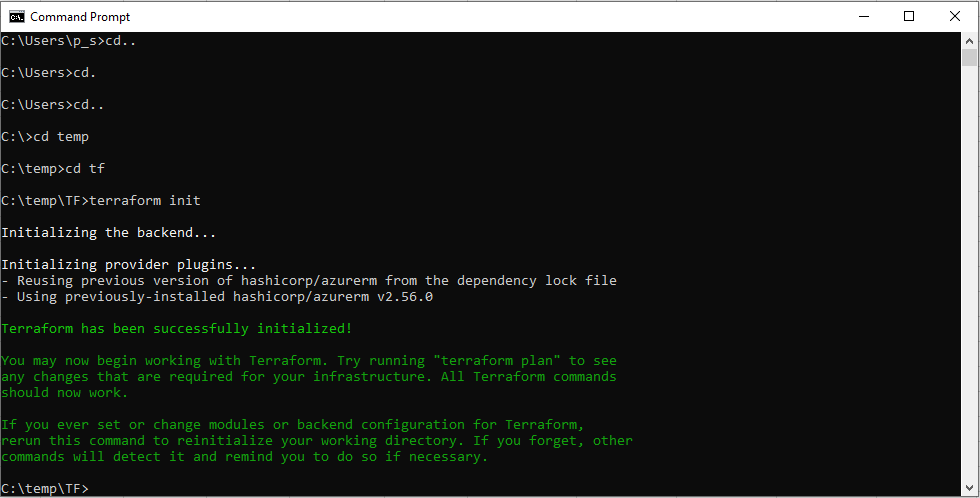 Command Prompt
C:\Users\p_s>cd..
C:\Users>cd.
C:\Users>cd..
C:\>cd temp
C:\temp>cd tf
C:\temp\TF>terraform init
Initializing the backend...
Initializing provider plugins...
- Reusing previous version of hashicorp/azurerm from the dependency lock file
- Using previously-installed hashicorp/azurerm v2.56.0
Terraform has been successfully initialized!
You may now begin working with Terraform. Try running "terraform plan" to see
any changes that are required for your infrastructure. All Terraform commands
should now work.
If you ever set or change modules or backend configuration for Terraform,
rerun this command to reinitialize your working directory. If you forget, other
commands will detect it and remind you to do so if necessary.
C:\temp\TF>